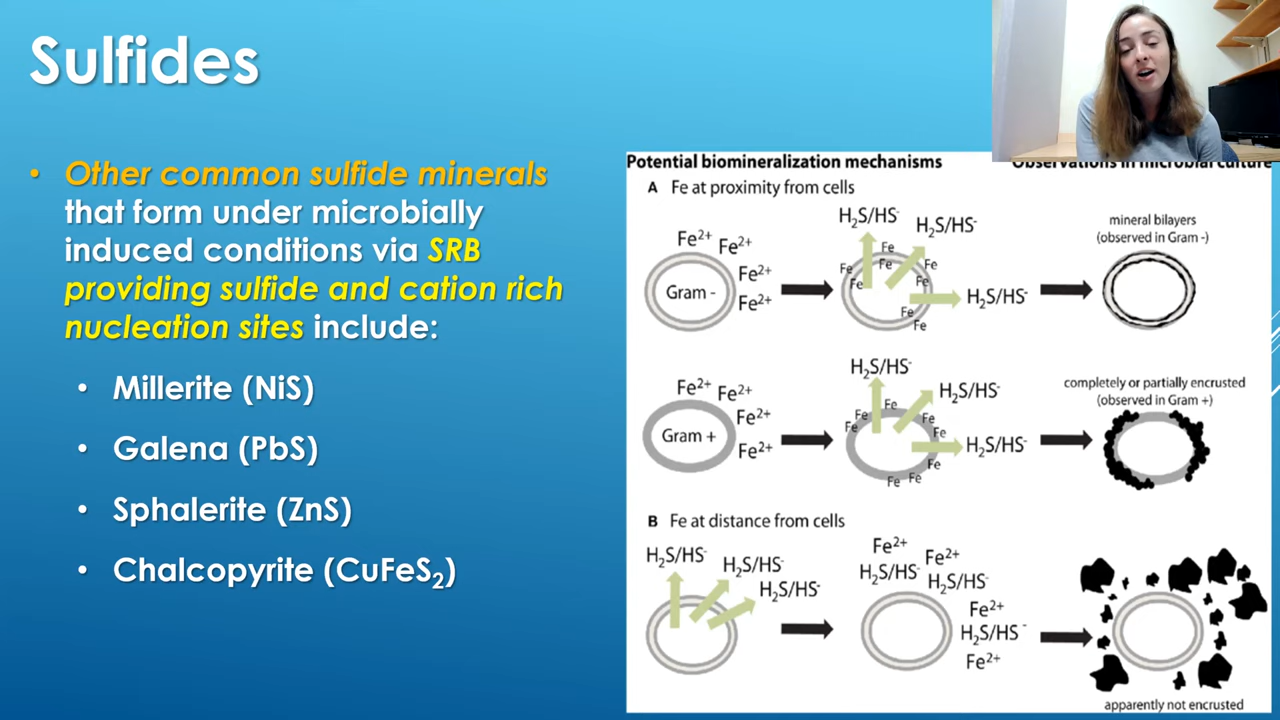 Sulfides
• Other common sulfide minerals
that form under microbially
induced conditions via SRB
providing sulfide and cation rich
nucleation sites include:
• Millerite (NiS)
• Galena (PbS)
• Sphalerite (ZnS)
• Chalcopyrite (CuFeS₂)
Potential biomineralization mechanisms
Observations in microbial culture
A Fe at proximity from cells
Fe²⁺ Fe²⁺
Fe²⁺
Fe²⁺
Gram -
H₂S/HS⁻
H₂S/HS⁻
H₂S/HS⁻
Fe
Fe
Fe
Fe
Fe
Fe
Fe
Fe
mineral bilayers
(observed in Gram -)
Fe²⁺ Fe²⁺
Fe²⁺
Fe²⁺
Gram +
H₂S/HS⁻
H₂S/HS⁻
H₂S/HS⁻
Fe
Fe
Fe
Fe
Fe
Fe
Fe
Fe
completely or partially encrusted
(observed in Gram +)
B Fe at distance from cells
H₂S/HS⁻
H₂S/HS⁻
H₂S/HS⁻
Fe²⁺
Fe²⁺
H₂S/HS⁻
H₂S/HS⁻
Fe²⁺
H₂S/HS⁻
Fe²⁺
apparently not encrusted